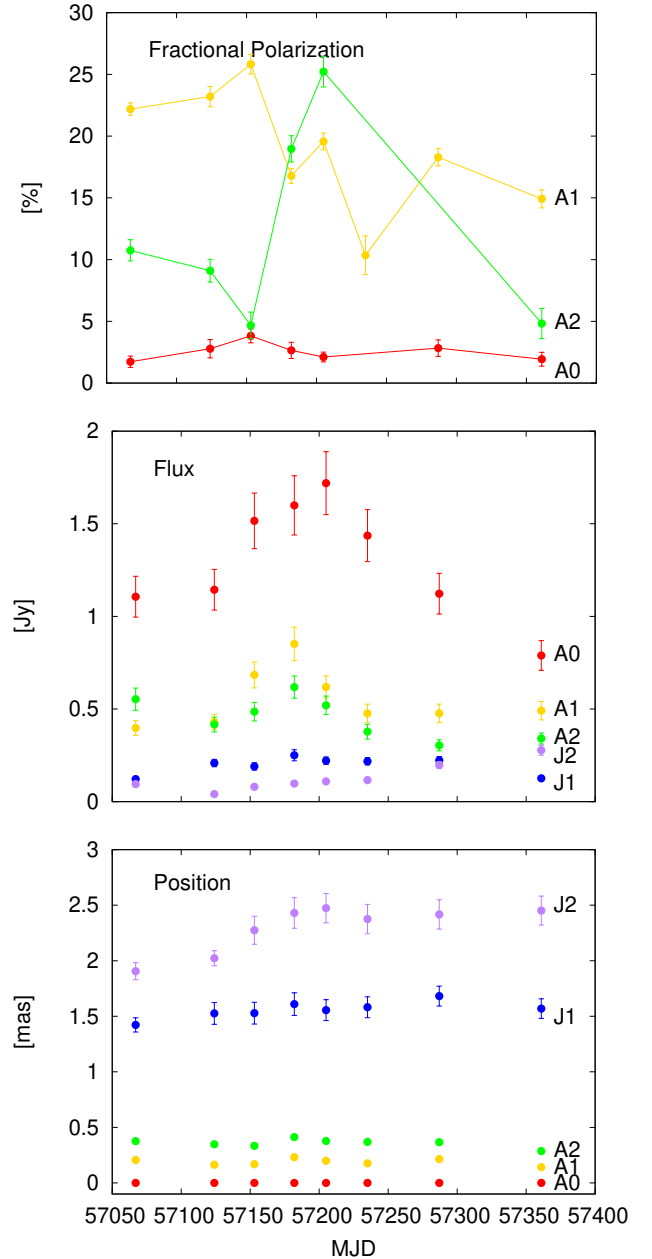 30
Fractional Polarization
25
20
[%]
15
A1
10
5
A2
A0
0
2
Flux
1.5
[Jy]
1
A0
0.5
A1
A2
J2
J1
0
3
Position
2.5
J2
2
[mas]
1.5
J1
1
0.5
A2
A1
A0
0
57050 57100 57150 57200 57250 57300 57350 57400
MJD